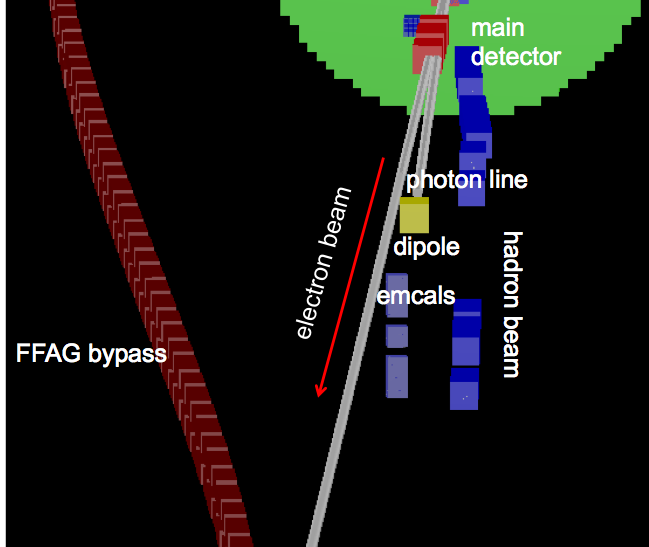 main
detector
photon line
dipole
electron beam
hadron beam
emcals
FFAG bypass